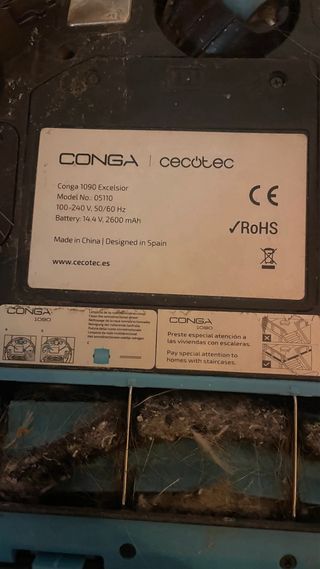 CONGA | cecotec
Conga 1090 Excelsior
Model No.: 05110
100-240 V, 50/60 Hz
Battery: 14.4 V, 2600 mAh
CE
✓RoHS
Made in China | Designed in Spain
www.cecotec.es
CONGA
1090
CONGA
1090
Preste especial atención a
las viviendas con escaleras.
Pay special attention to
homes with staircases.